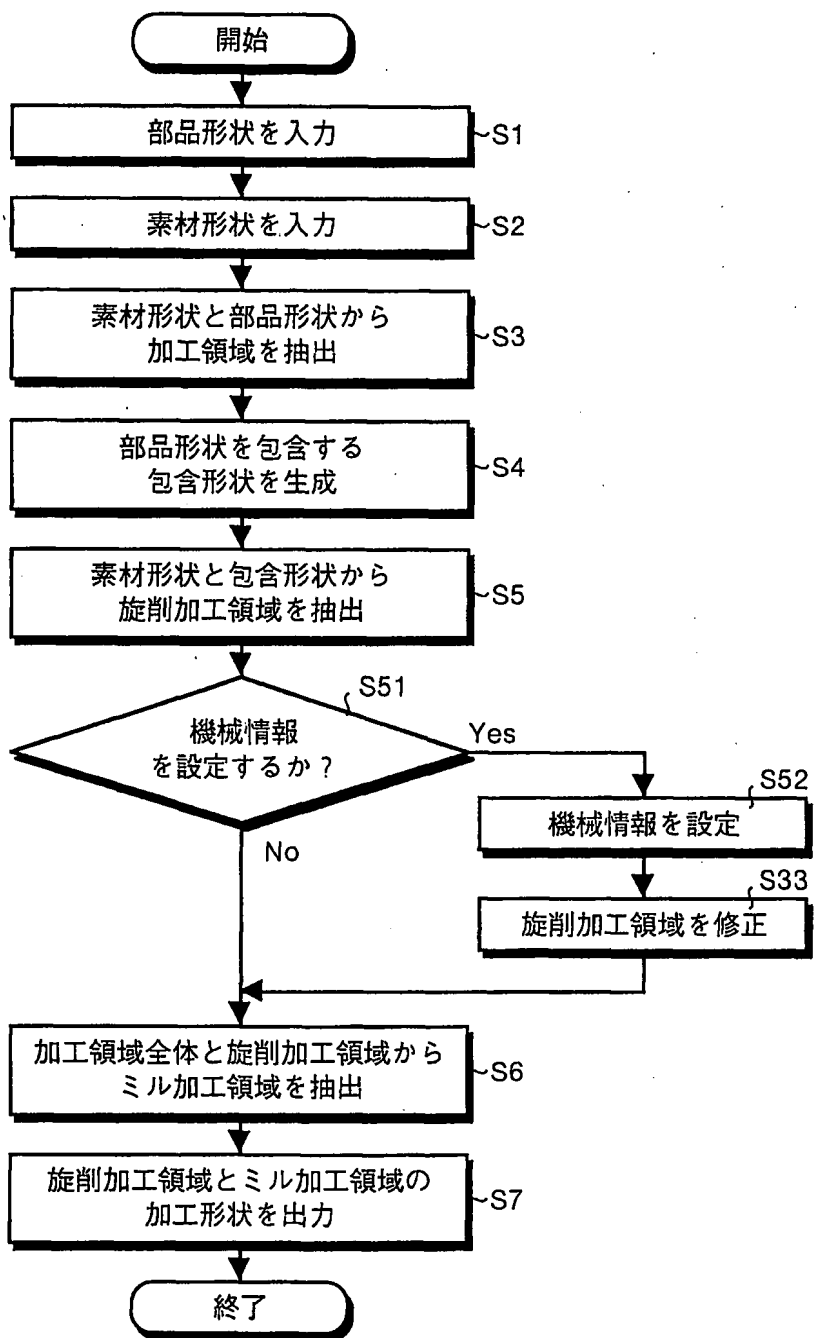 開始
部品形状を入力
S1
素材形状を入力
S2
素材形状と部品形状から
加工領域を抽出
S3
部品形状を包含する
包含形状を生成
S4
素材形状と包含形状から
旋削加工領域を抽出
S5
S51
機械情報
を設定するか？
Yes
No
S52
機械情報を設定
S33
旋削加工領域を修正
加工領域全体と旋削加工領域から
ミル加工領域を抽出
S6
旋削加工領域とミル加工領域の
加工形状を出力
S7
終了